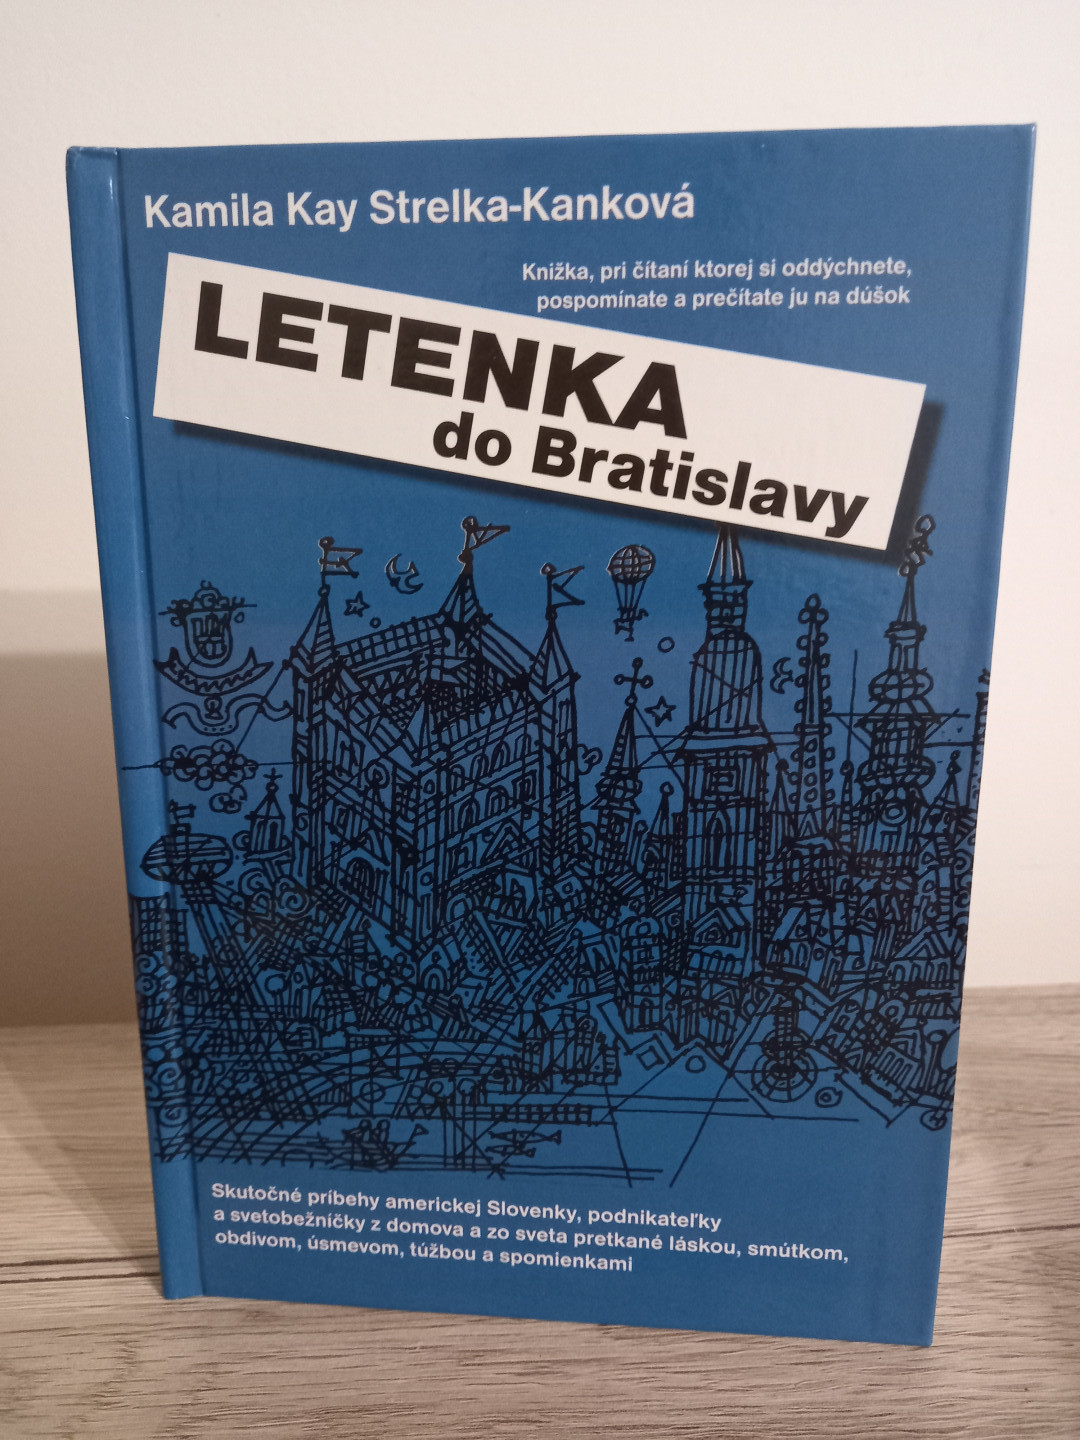 Kamila Kay Strelka-Kanková
Knižka, pri čítaní ktorej si oddýchnete,
pospomínate a prečítate ju na dúšok
LETENKA
do Bratislavy
Skutočné príbehy americkej Slovenky, podnikateľky
a svetobežníčky z domova a zo sveta pretkané láskou, smútkom,
obdivom, úsmevom, túžbou a spomienkami